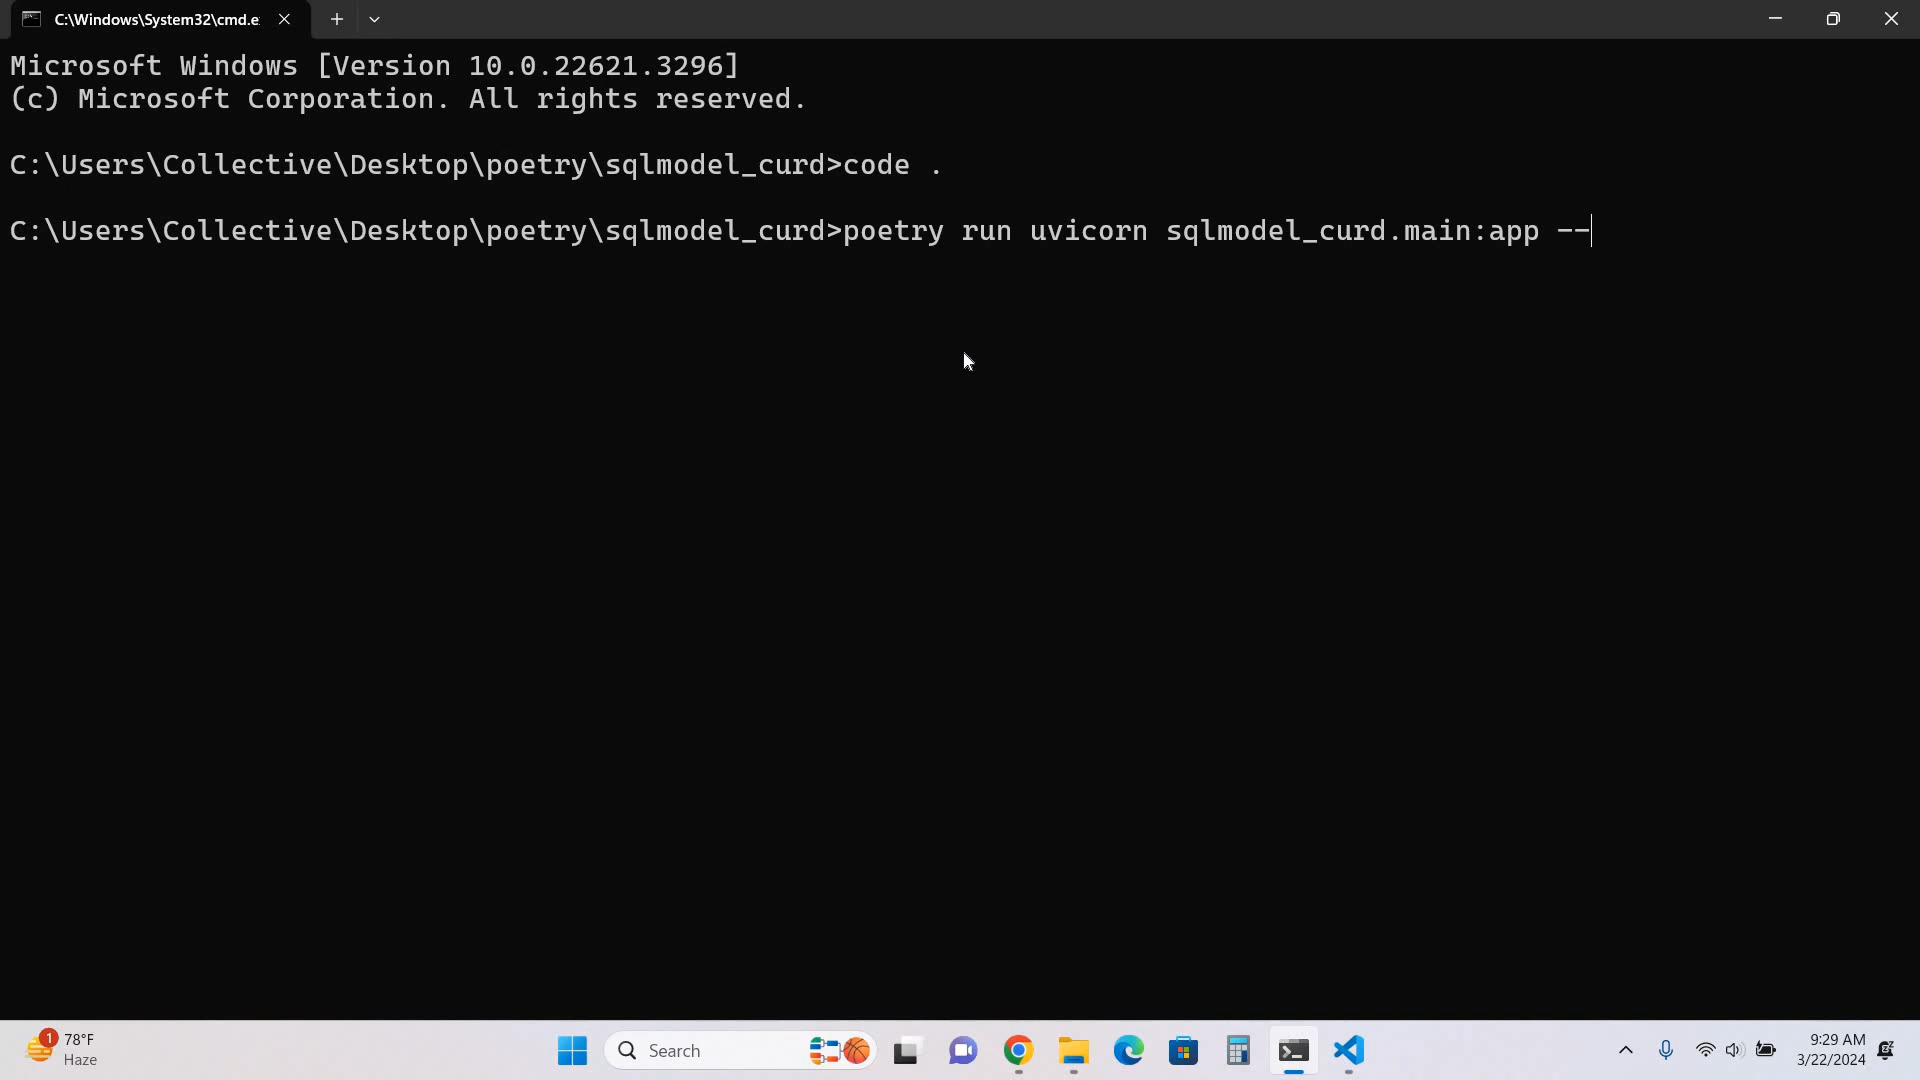 C:\Windows\System32\cmd.e
Microsoft Windows [Version 10.0.22621.3296]
(c) Microsoft Corporation. All rights reserved.
C:\Users\Collective\Desktop\poetry\sqlmodel_curd>code .
C:\Users\Collective\Desktop\poetry\sqlmodel_curd>poetry run uvicorn sqlmodel_curd.main:app --
1
78°F
Haze
Search
9:29 AM
3/22/2024